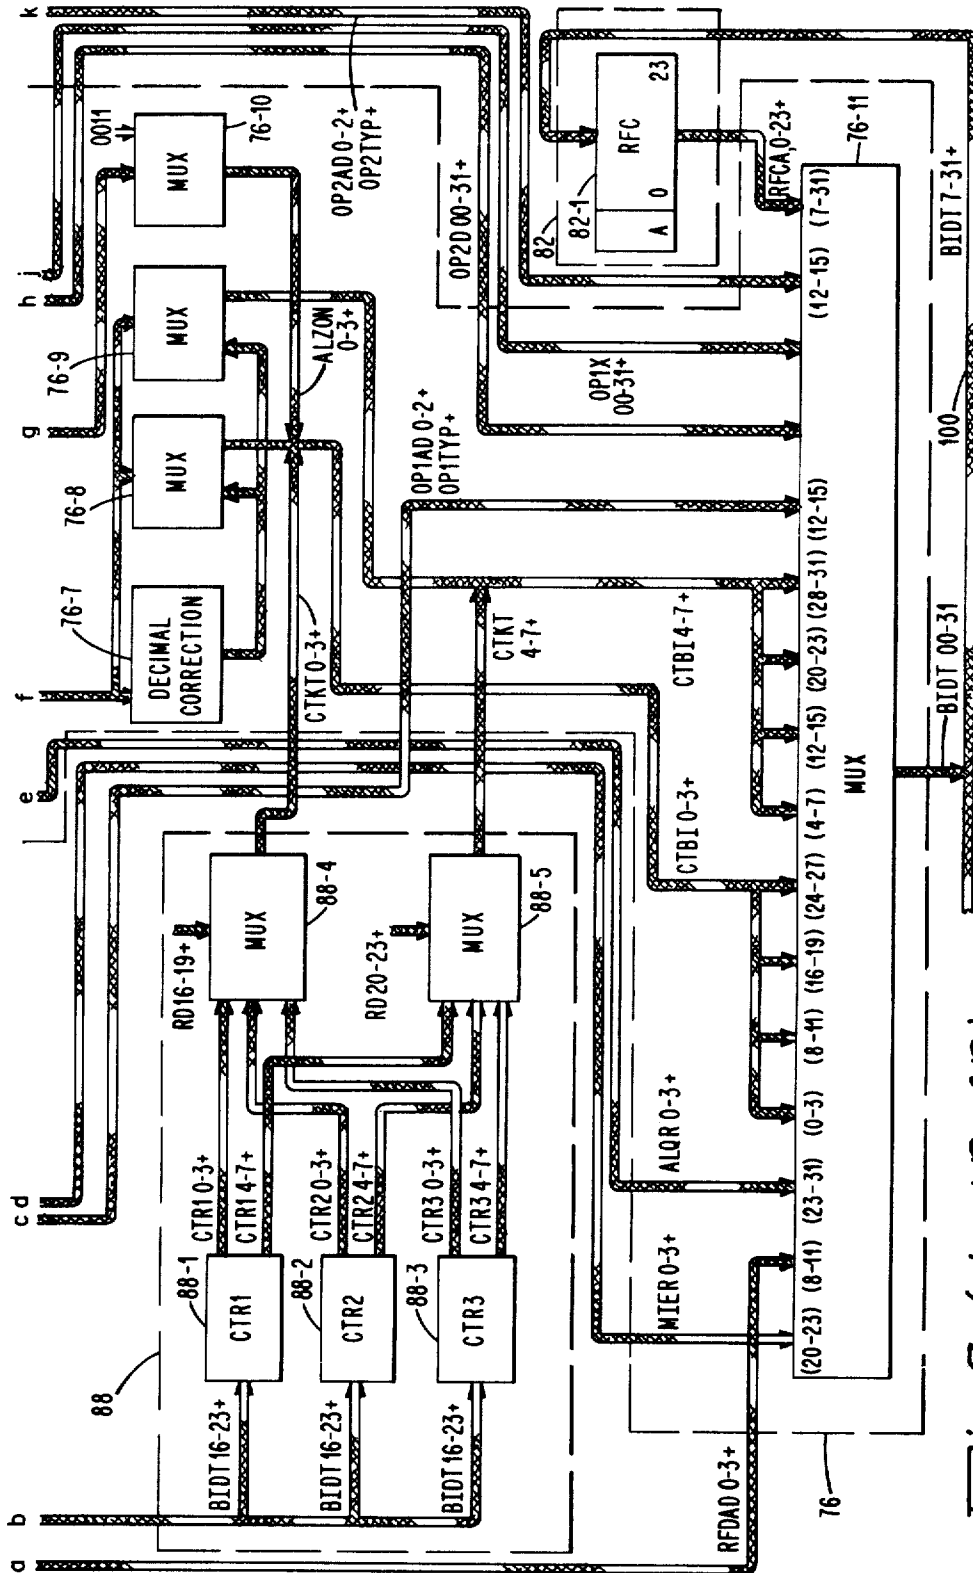 a
b
c
d
e
f
g
h
j
k
88
BIDT 16-23+
BIDT 16-23+
BIDT 16-23+
88-1
CTR1
88-2
CTR2
88-3
CTR3
CTR1 0-3+
CTR1 4-7+
CTR2 0-3+
CTR2 4-7+
CTR3 0-3+
CTR3 4-7+
RD16-19+
MUX
88-4
RD20-23+
MUX
88-5
CTKT 0-3+
CTKT
4-7+
76-7
DECIMAL
CORRECTION
76-8
MUX
76-9
MUX
0011
MUX
76-10
ALZON
0-3+
OP2AD 0-2+
OP2TYP+
OP2D 00-31+
OP1AD 0-2+
OP1TYP+
OP1X
00-31+
82
82-1
A
RFC
0
23
RFCA, 0-23+
RFDAD 0-3+
MIER 0-3+
ALQR 0-3+
CTBI 0-3+
CTBI 4-7+
(20-23) (8-11) (23-31) (0-3) (8-11) (16-19) (24-27) (4-7) (12-15) (20-23) (28-31) (12-15) (12-15) (7-31)
MUX
76-11
76
BIDT 00-31
100
BIDT 7-31+